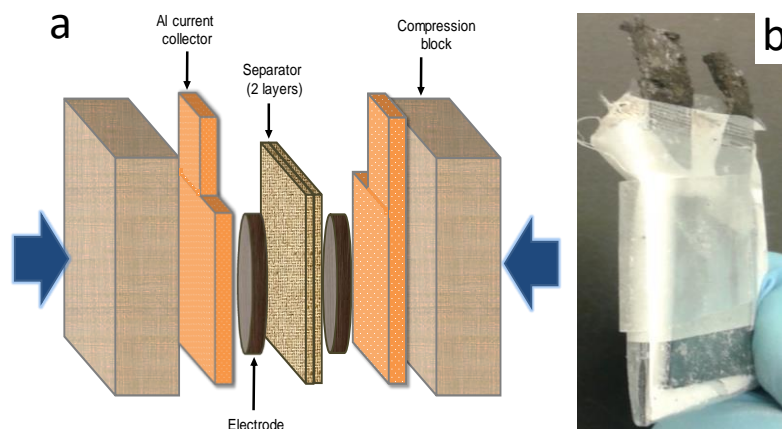 a
Al current
collector
Separator
(2 layers)
Compression
block
b
Electrode